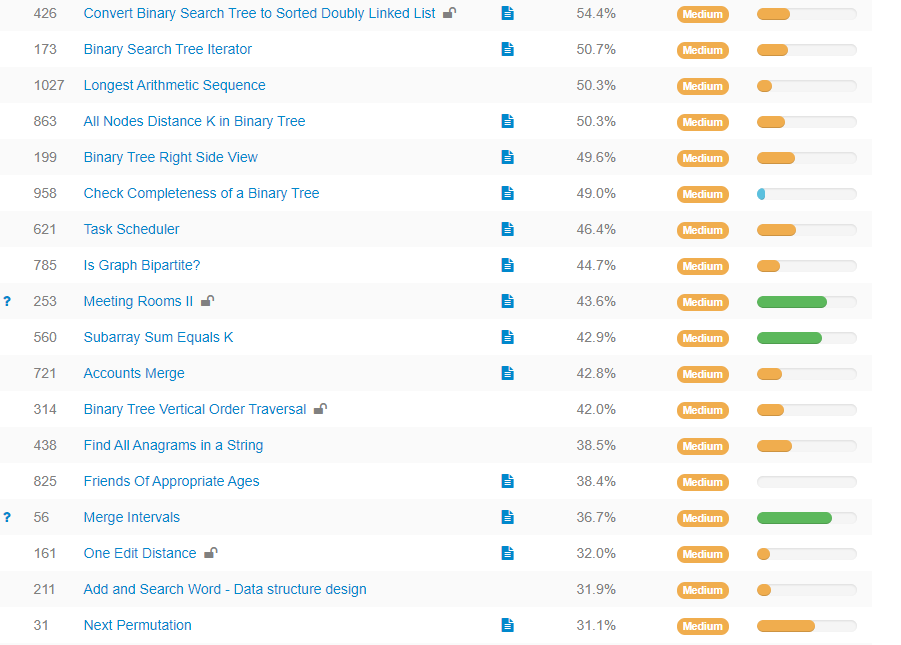 426 Convert Binary Search Tree to Sorted Doubly Linked List 54.4% Medium
173 Binary Search Tree Iterator 50.7% Medium
1027 Longest Arithmetic Sequence 50.3% Medium
863 All Nodes Distance K in Binary Tree 50.3% Medium
199 Binary Tree Right Side View 49.6% Medium
958 Check Completeness of a Binary Tree 49.0% Medium
621 Task Scheduler 46.4% Medium
785 Is Graph Bipartite? 44.7% Medium
? 253 Meeting Rooms II 43.6% Medium
560 Subarray Sum Equals K 42.9% Medium
721 Accounts Merge 42.8% Medium
314 Binary Tree Vertical Order Traversal 42.0% Medium
438 Find All Anagrams in a String 38.5% Medium
825 Friends Of Appropriate Ages 38.4% Medium
? 56 Merge Intervals 36.7% Medium
161 One Edit Distance 32.0% Medium
211 Add and Search Word - Data structure design 31.9% Medium
31 Next Permutation 31.1% Medium